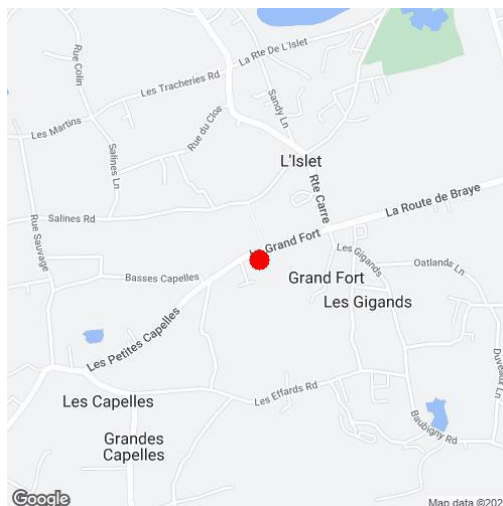 La Rte De L'Islet
Rue Colin
Les Tracheries Rd
Sandy Ln
Les Martins
Rue du Clos
Salines Ln
L'Islet
Rte Carre
La Route de Braye
Salines Rd
Rue Sauvage
Grand Fort
Les Gigands
Oatlands Ln
Basses Capelles
Grand Fort
Les Gigands
Les Petites Capelles
Duveaux Ln
Les Capelles
Les Effards Rd
Grandes
Capelles
Baubigny Rd
Google
Map data ©202